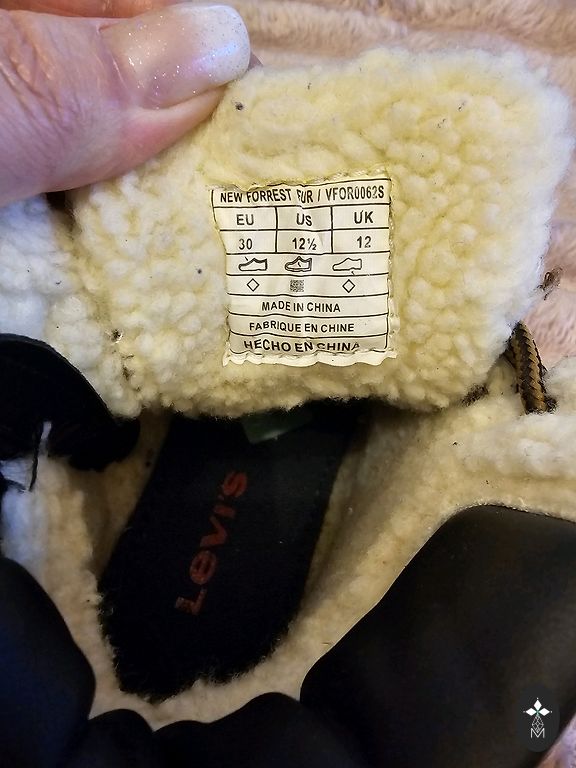 NEW FORREST FUR / VFOR0062S
EU US UK
30 12½ 12
MADE IN CHINA
FABRIQUE EN CHINE
HECHO EN CHINA
Levi's
M